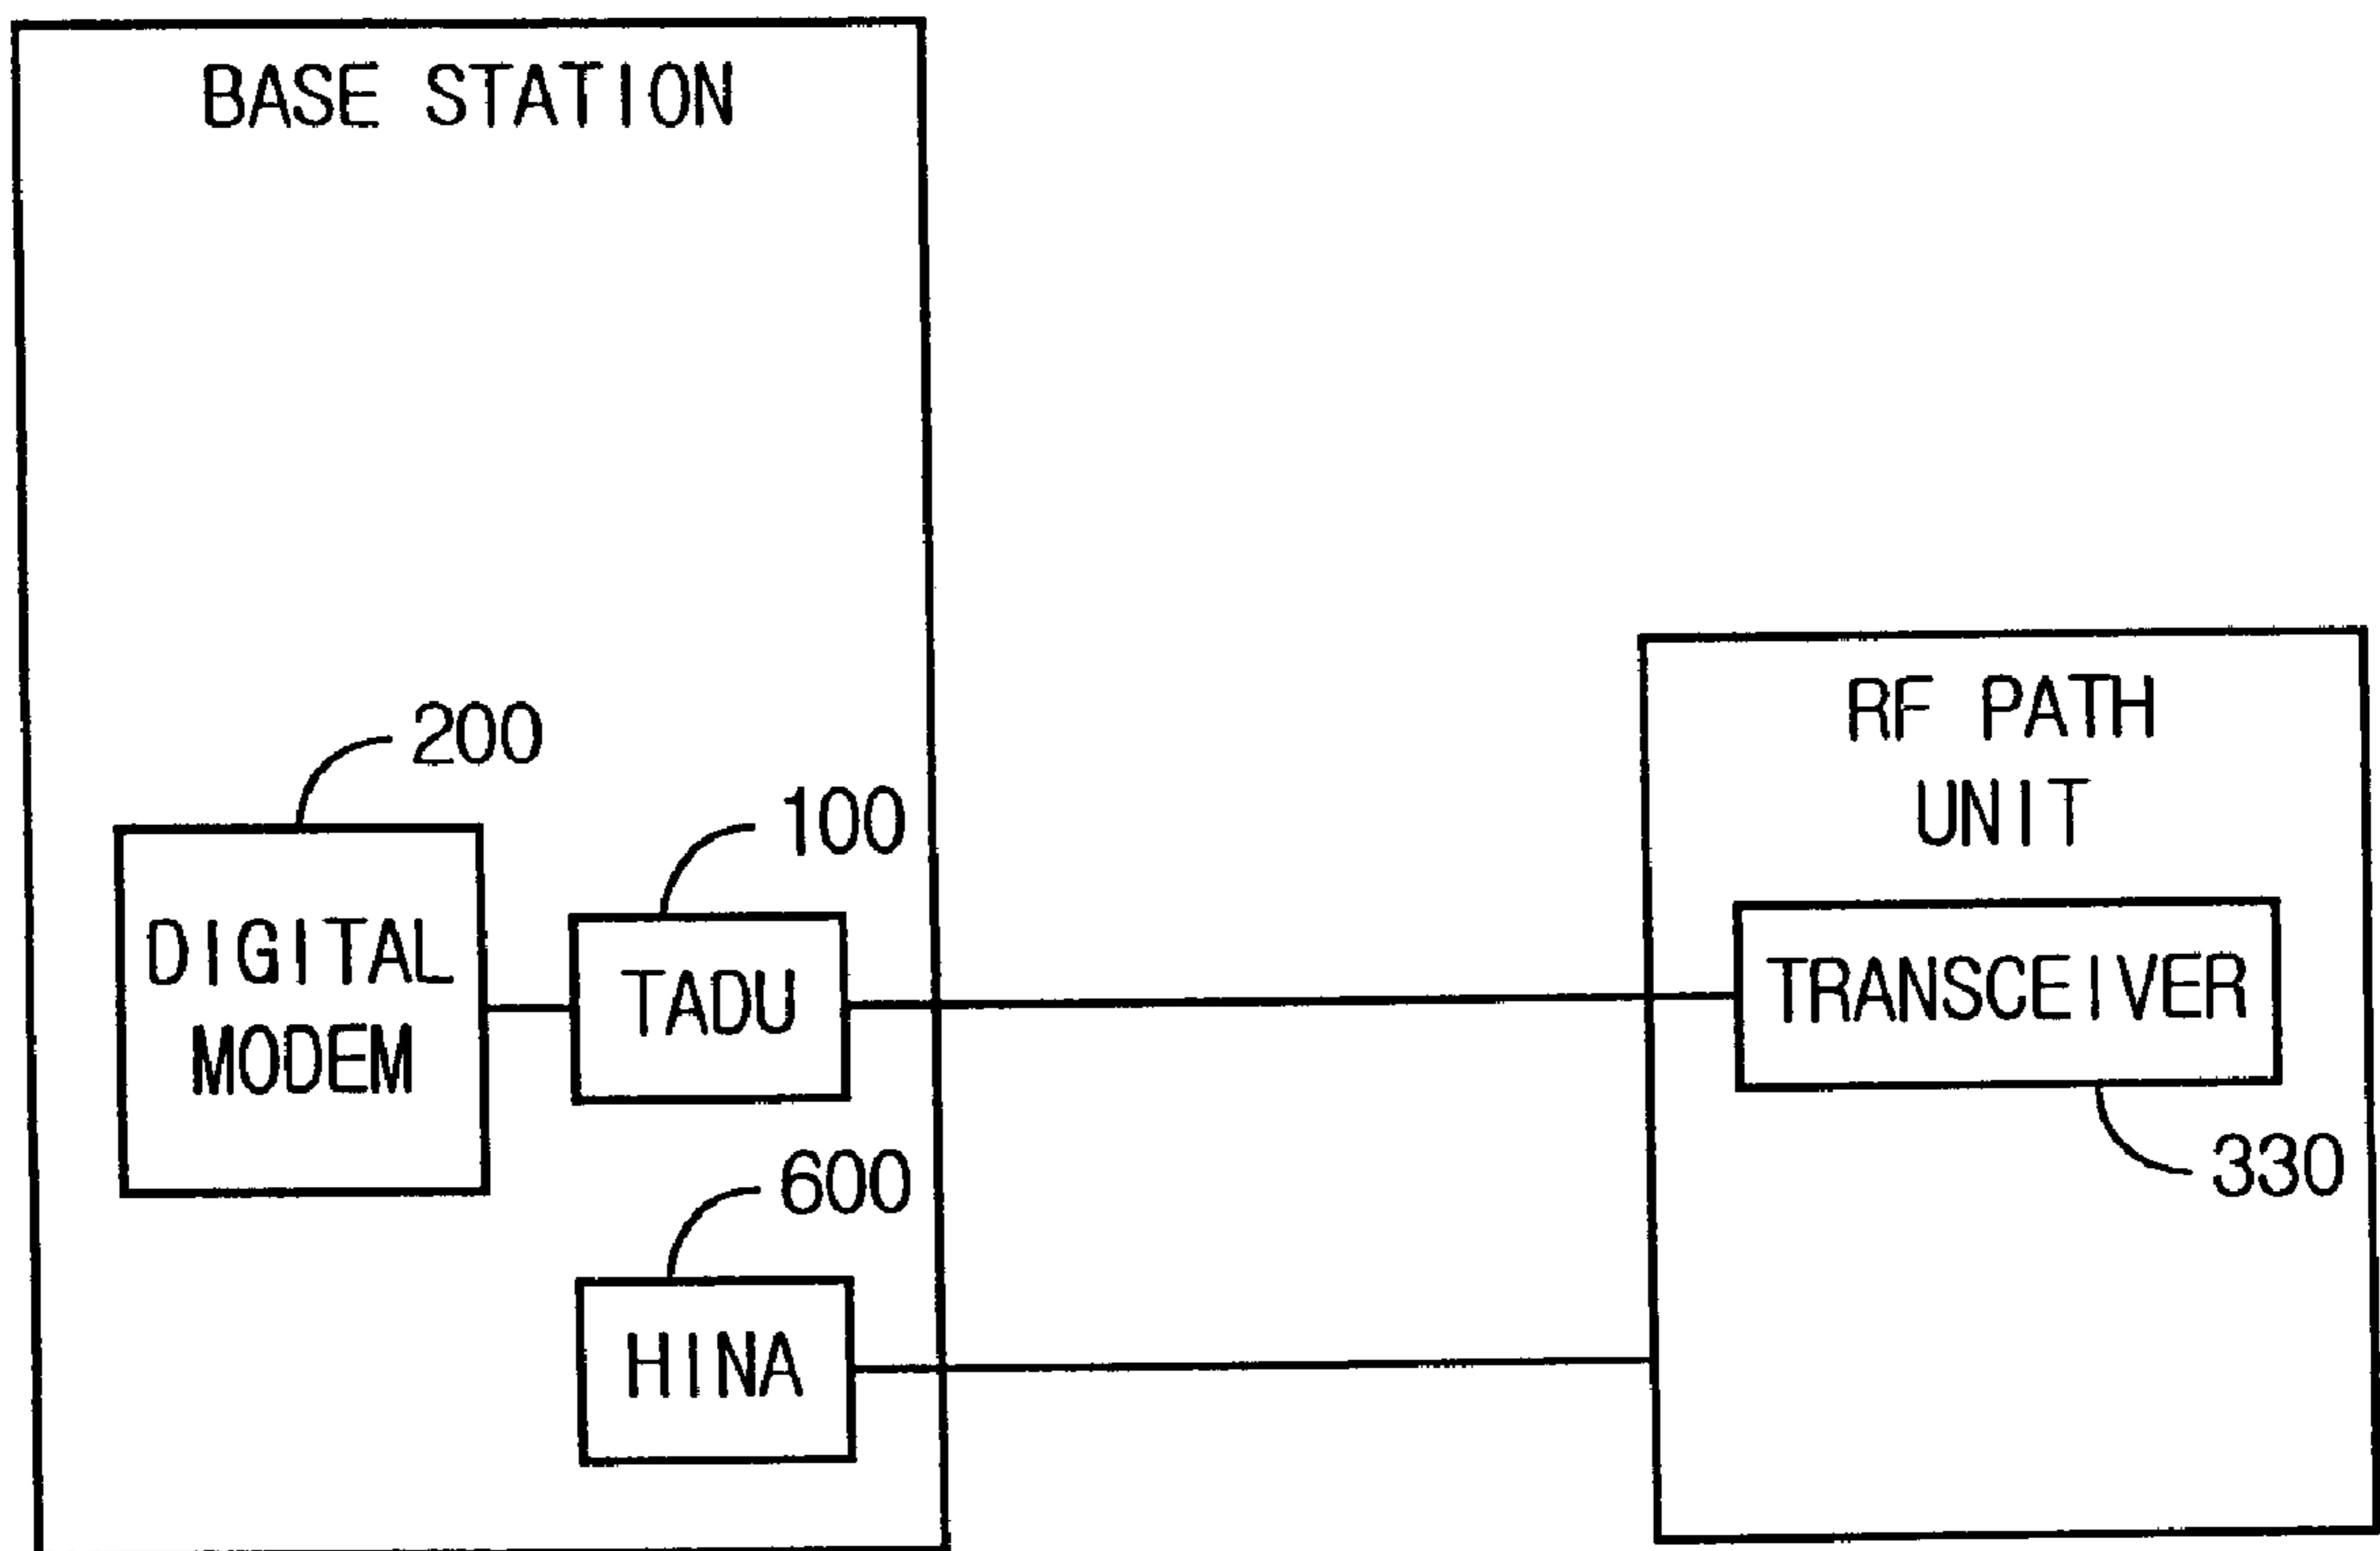 BASE STATION
200
100
DIGITAL
MODEM
TADU
600
HINA
RF PATH
UNIT
TRANSCEIVER
330